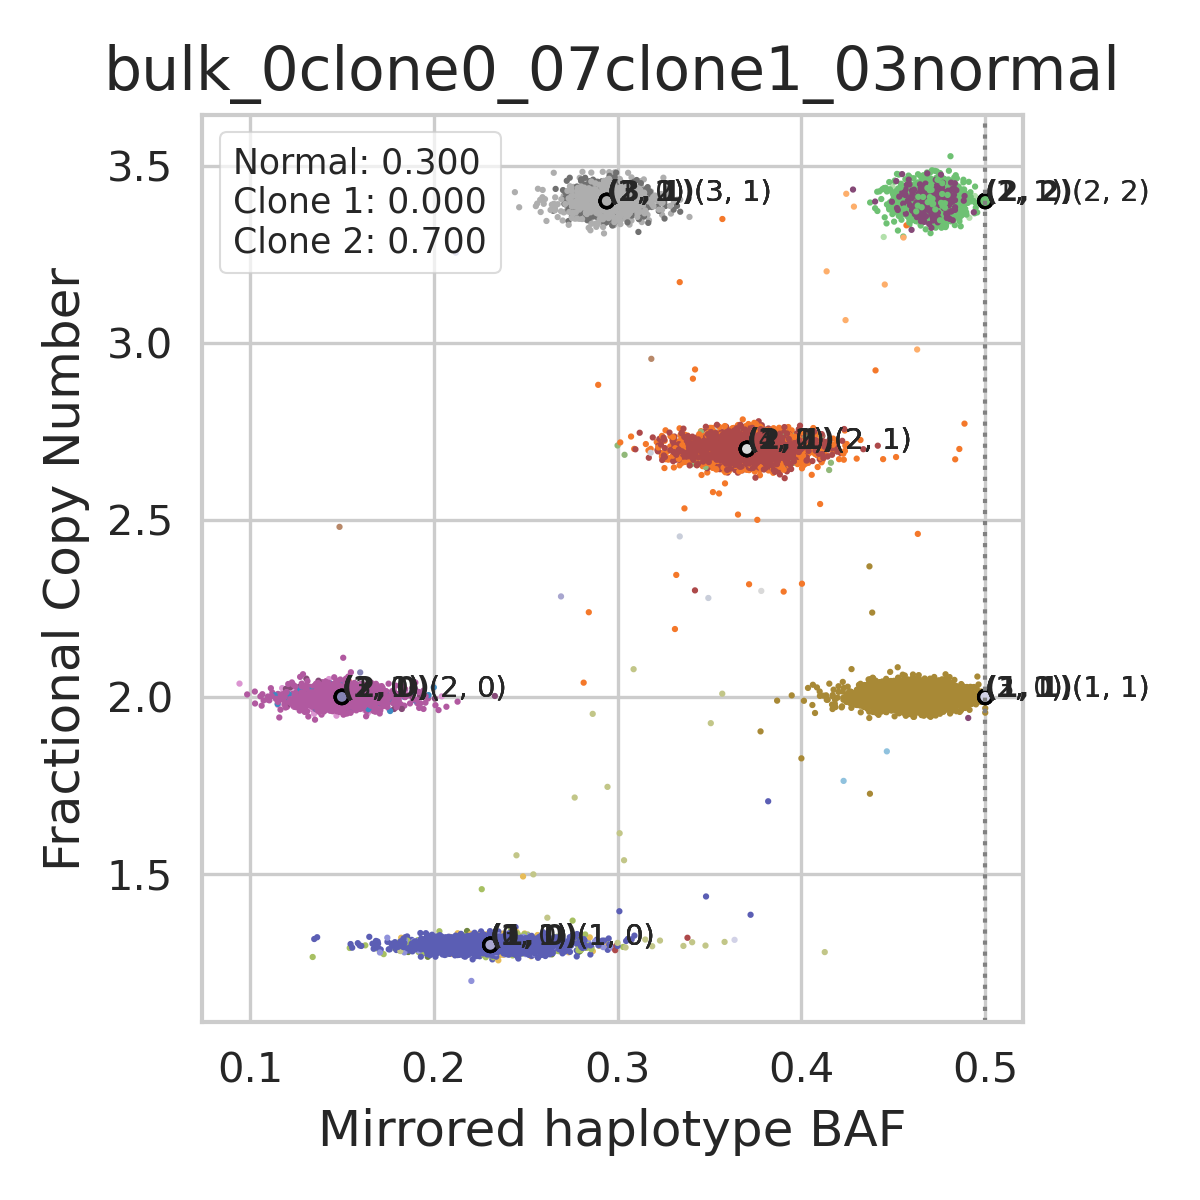 bulk_0clone0_07clone1_03normal
Normal: 0.300
Clone 1: 0.000
Clone 2: 0.700
(3, 1)
(2, 2)
(2, 1)
(2, 0)
(1, 1)
(1, 0)
3.5
3.0
2.5
2.0
1.5
Fractional Copy Number
0.1 0.2 0.3 0.4 0.5
Mirrored haplotype BAF